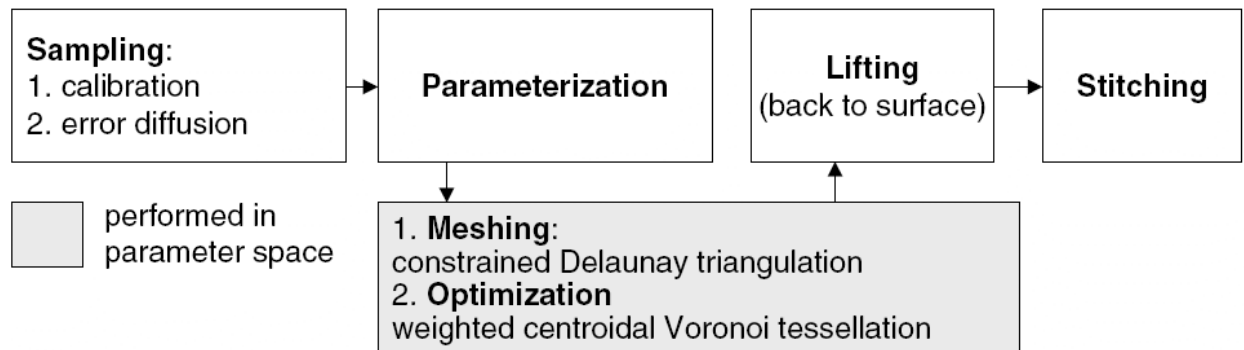 Sampling:
1. calibration
2. error diffusion
Parameterization
Lifting
(back to surface)
Stitching
performed in
parameter space
1. Meshing:
constrained Delaunay triangulation
2. Optimization
weighted centroidal Voronoi tessellation